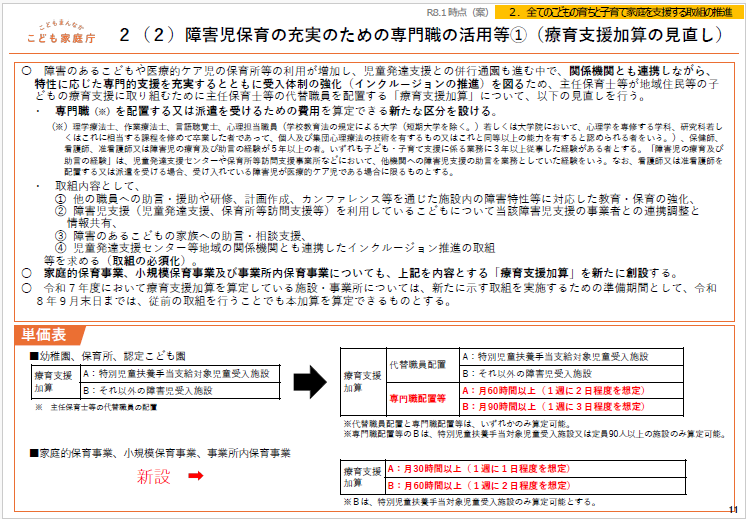 こどもまんなか
こども家庭庁
R8.1時点（案）
２．全てのこどもの育ちと子育て家庭を支援する取組の推進
２（２）障害児保育の充実のための専門職の活用等①（療育支援加算の見直し）
〇　障害のあるこどもや医療的ケア児の保育所等の利用が増加し、児童発達支援との併行通園も進む中で、関係機関とも連携しながら、
特性に応じた専門的支援を充実するとともに受入体制の強化（インクルージョンの推進）を図るため、主任保育士等が地域住民等の子
どもの療育支援に取り組むために主任保育士等の代替職員を配置する「療育支援加算」について、以下の見直しを行う。
・　専門職（※）を配置する又は派遣を受けるための費用を算定できる新たな区分を設ける。
（※）理学療法士、作業療法士、言語聴覚士、心理担当職員（学校教育法の規定による大学（短期大学を除く。）若しくは大学院において、心理学を専修する学科、研究科若し
くはこれに相当する課程を修めて卒業した者であって、個人及び集団心理療法の技術を有するもの又はこれと同等以上の能力を有すると認められる者をいう。）、保健師、
看護師、准看護師又は障害児の療育及び助言の経験が５年以上の者。いずれも子ども・子育て支援に係る業務に３年以上従事した経験がある者とする。「障害児の療育及び
助言の経験」は、児童発達支援センターや保育所等訪問支援事業所などにおいて、他機関への障害児支援の助言を業務としていた経験をいう。なお、看護師又は准看護師を
配置する又は派遣を受ける場合、受け入れている障害児が医療的ケア児である場合に限るものとする。
・　取組内容として、
① 他の職員への助言・援助や研修、計画作成、カンファレンス等を通じた施設内の障害特性等に対応した教育・保育の強化、
② 障害児支援（児童発達支援、保育所等訪問支援等）を利用しているこどもについて当該障害児支援の事業者との連携調整と
情報共有、
③ 障害のあるこどもの家族への助言・相談支援、
④ 児童発達支援センター等地域の関係機関とも連携したインクルージョン推進の取組
等を求める（取組の必須化）。
〇　家庭的保育事業、小規模保育事業及び事業所内保育事業についても、上記を内容とする「療育支援加算」を新たに創設する。
〇　令和７年度において療育支援加算を算定している施設・事業所については、新たに示す取組を実施するための準備期間として、令和
８年９月末日までは、従前の取組を行うことでも本加算を算定できるものとする。
単価表
■幼稚園、保育所、認定こども園
療育支援
加算
A：特別児童扶養手当支給対象児童受入施設
B：それ以外の障害児受入施設
※　主任保育士等の代替職員の配置
療育支援
加算
代替職員配置
A：特別児童扶養手当支給対象児童受入施設
B：それ以外の障害児受入施設
専門職配置等
A：月60時間以上（１週に２日程度を想定）
B：月90時間以上（１週に３日程度を想定）
※代替職員配置と専門職配置等は、いずれかのみ算定可能。
※専門職配置等のBは、特別児童扶養手当対象児童受入施設又は定員90人以上の施設のみ算定可能。
■家庭的保育事業、小規模保育事業、事業所内保育事業
新設
療育支援
加算
A：月30時間以上（１週に１日程度を想定）
B：月60時間以上（１週に２日程度を想定）
※Bは、特別児童扶養手当対象児童受入施設のみ算定可能とする。
11